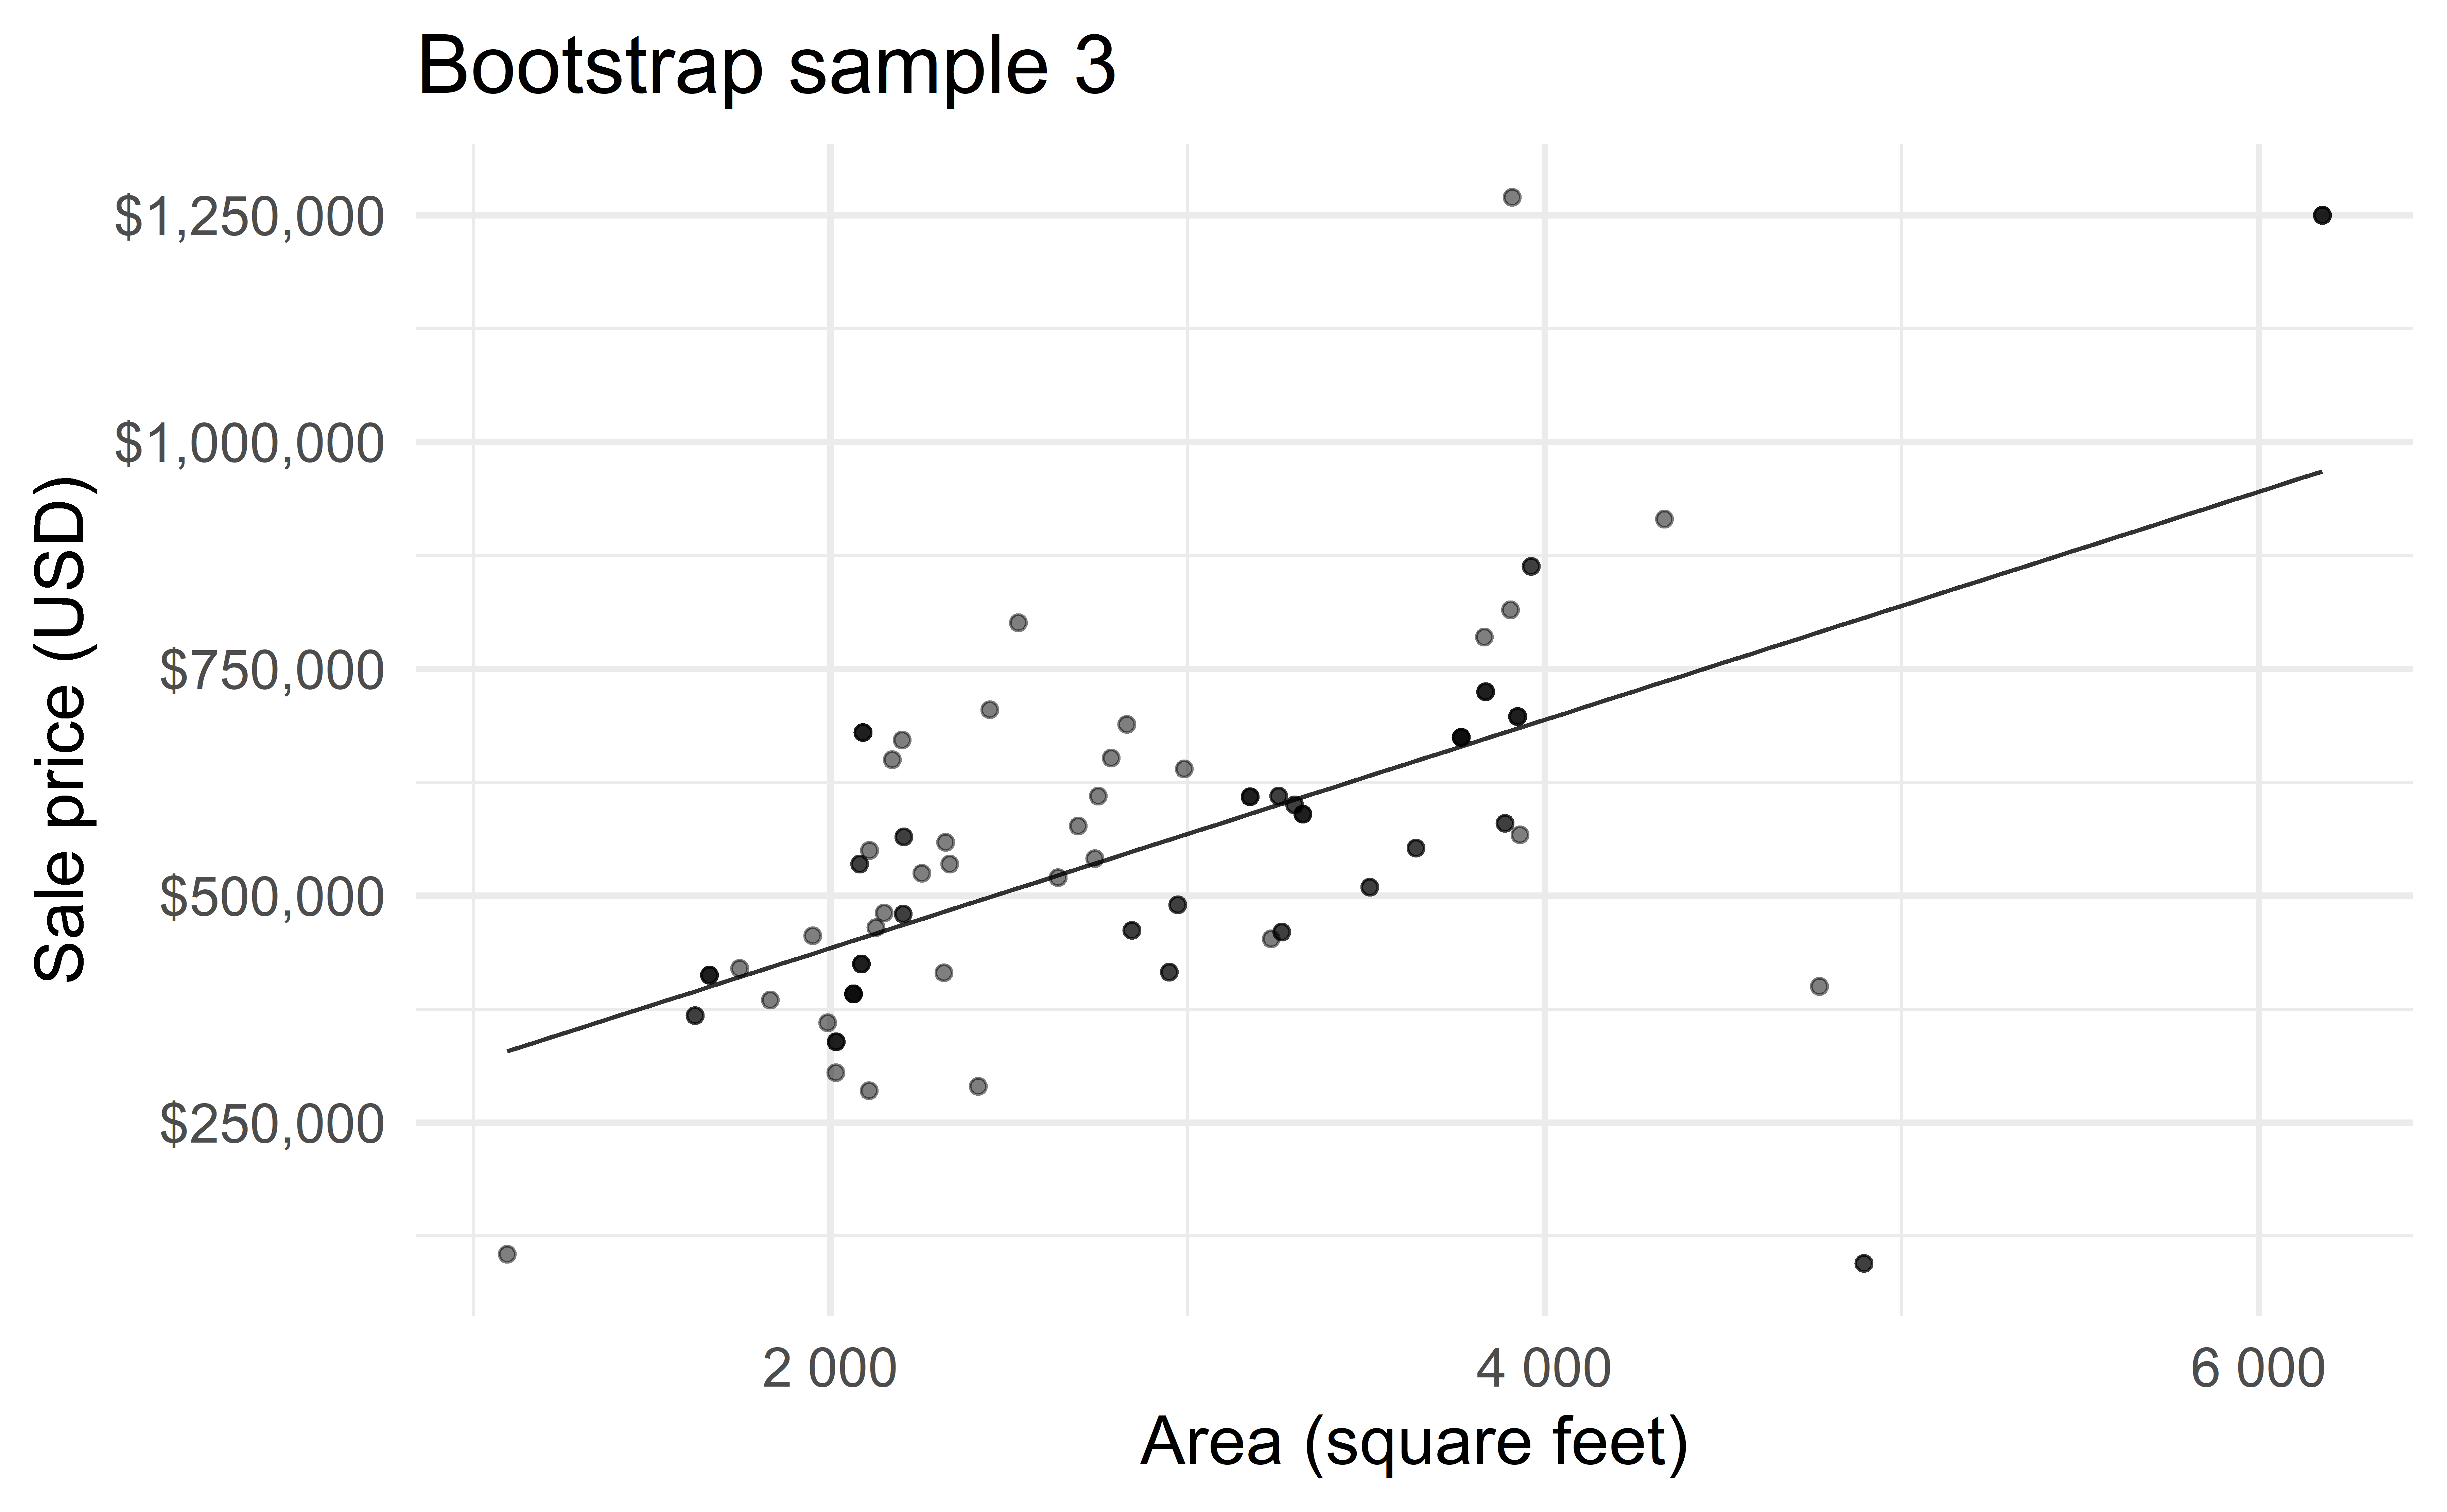 Bootstrap sample 3
$1,250,000
$1,000,000
$750,000
$500,000
$250,000
Sale price (USD)
2 000
4 000
6 000
Area (square feet)